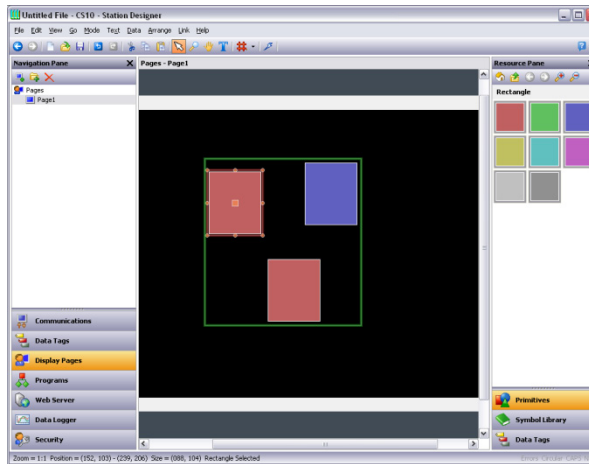 Untitled File - CS10 - Station Designer
File Edit View Go Mode Text Data Arrange Link Help
Navigation Pane
Pages - Page1
Resource Pane
Pages
Page1
Rectangle
Communications
Data Tags
Display Pages
Programs
Web Server
Data Logger
Security
Primitives
Symbol Library
Data Tags
Zoom = 1:1 Position = (152, 103) - (239, 206) Size = (088, 104) Rectangle Selected